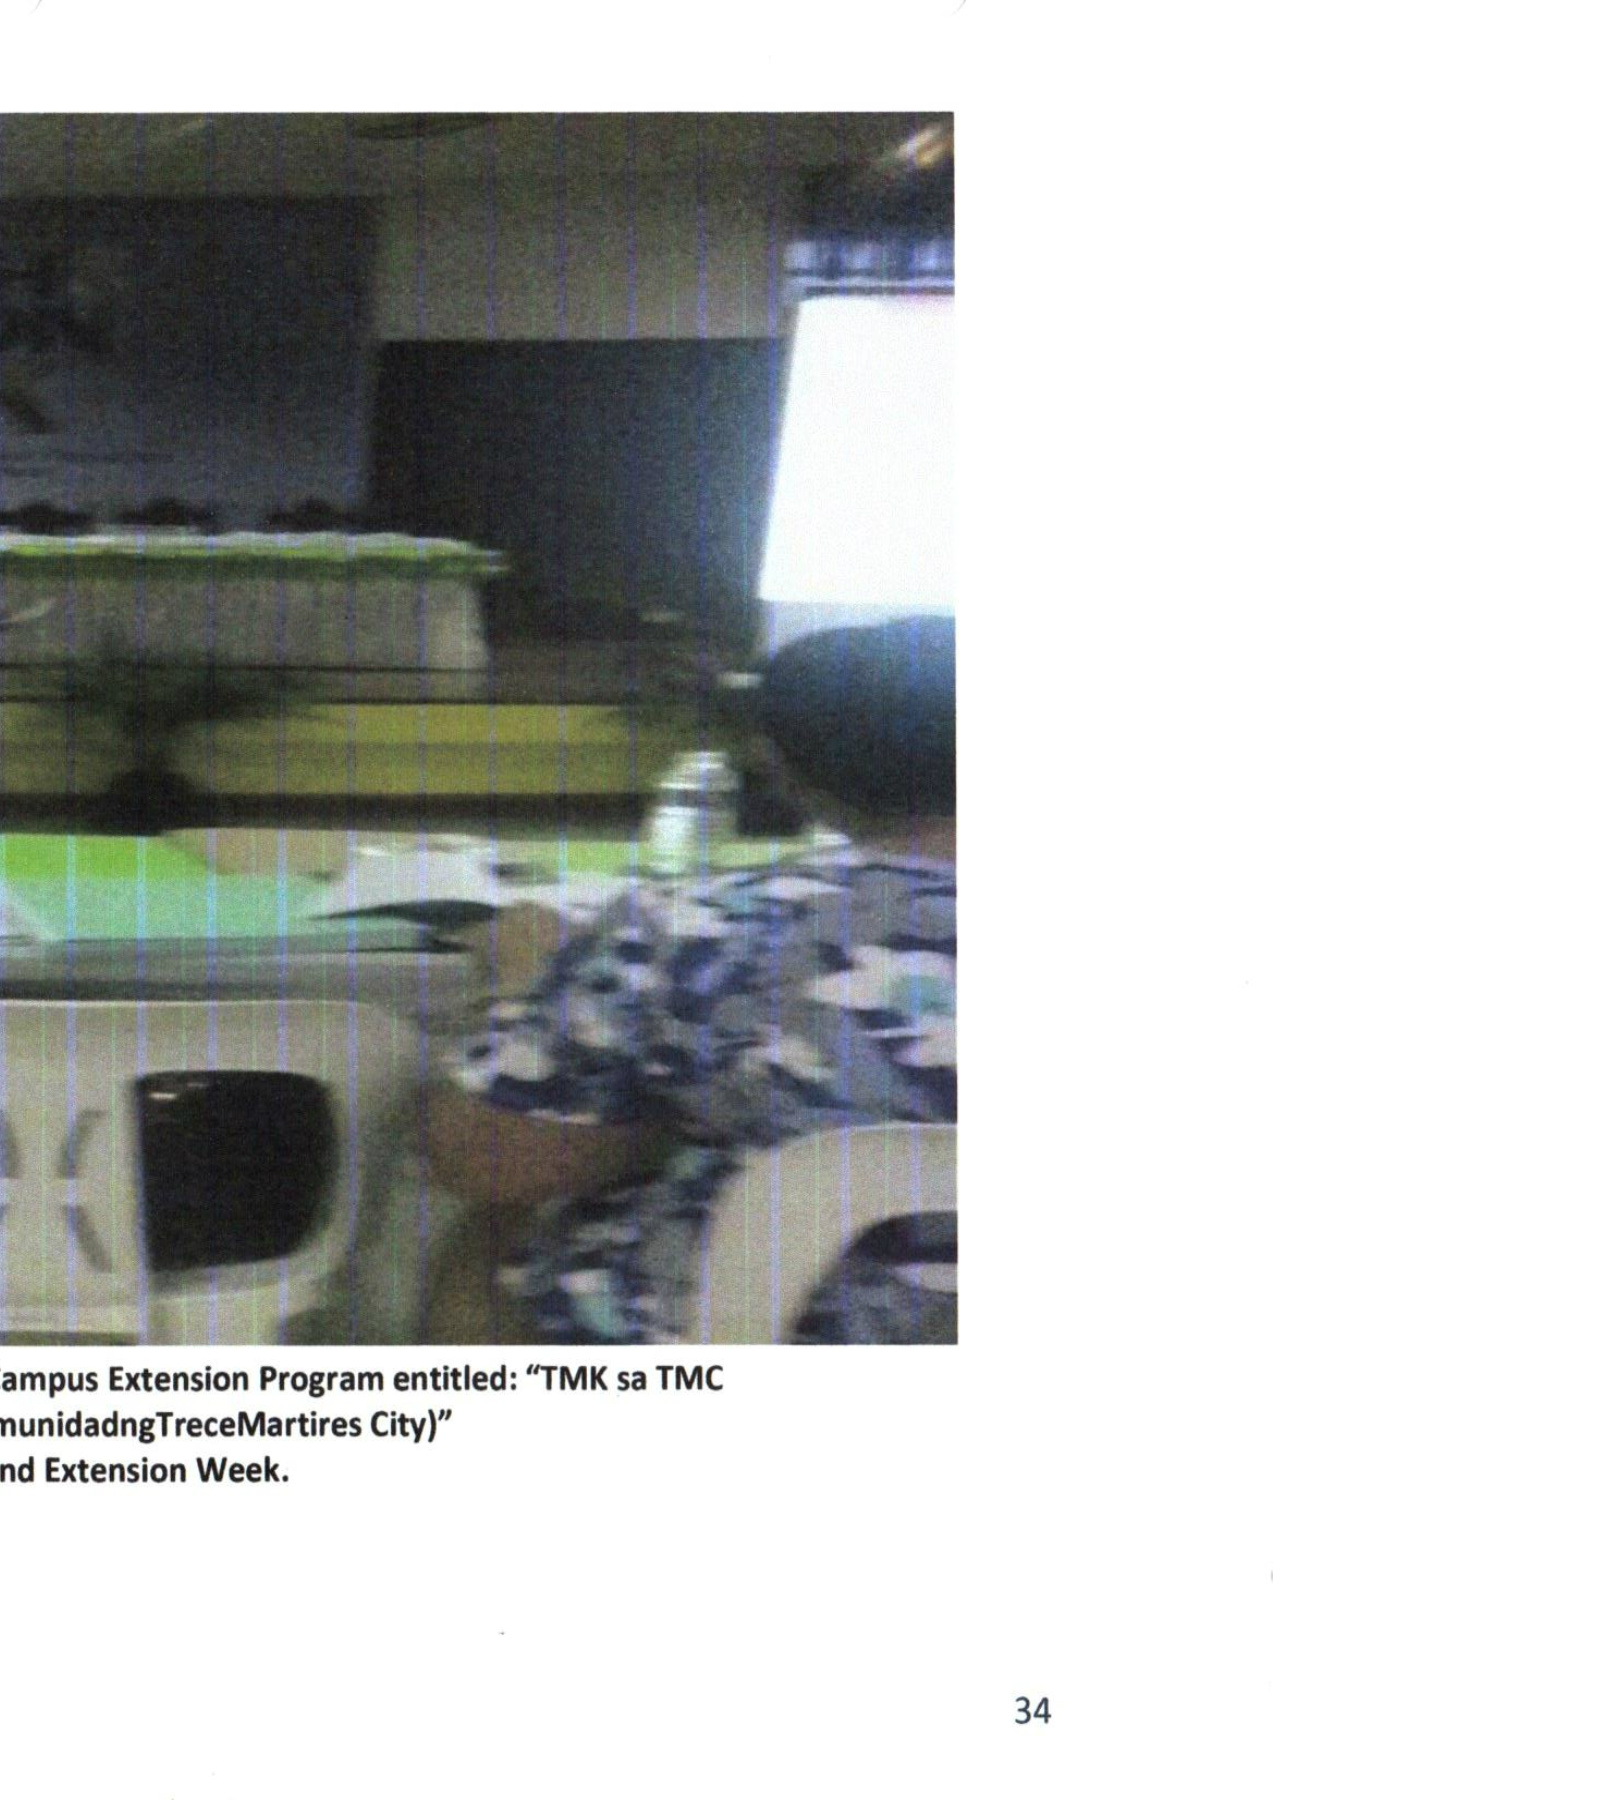 ampus Extension Program entitled: “TMK sa TMC
munidadngTreceMartires City)”
nd Extension Week.
34